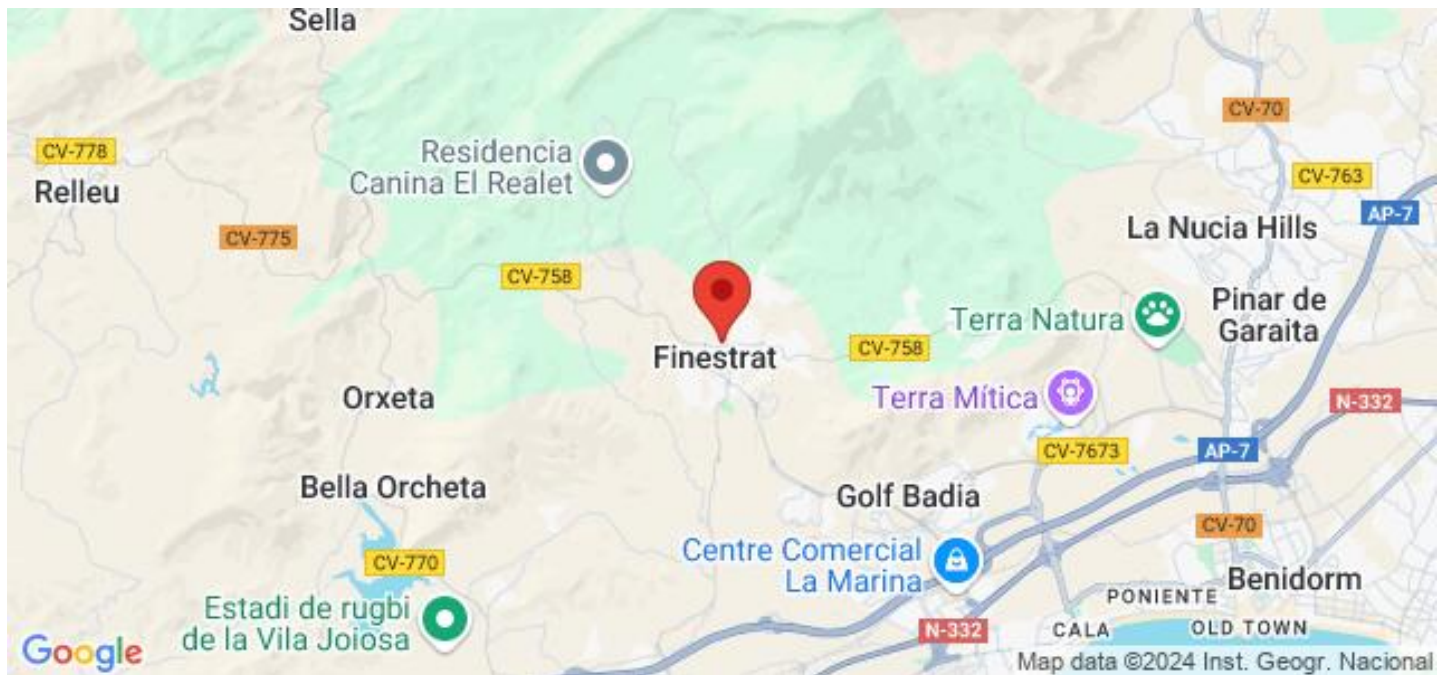 Sella
CV-70
CV-778
Residencia
Canina El Realet
CV-763
Relleu
AP-7
La Nucia Hills
CV-775
CV-758
Pinar de
Garaita
Terra Natura
Finestrat
CV-758
Orxeta
Terra Mítica
N-332
CV-7673
AP-7
Bella Orcheta
Golf Badia
CV-70
Centre Comercial
La Marina
CV-770
Benidorm
PONIENTE
Estadi de rugbi
de la Vila Joiosa
N-332
CALA
OLD TOWN
Google
Map data ©2024 Inst. Geogr. Nacional